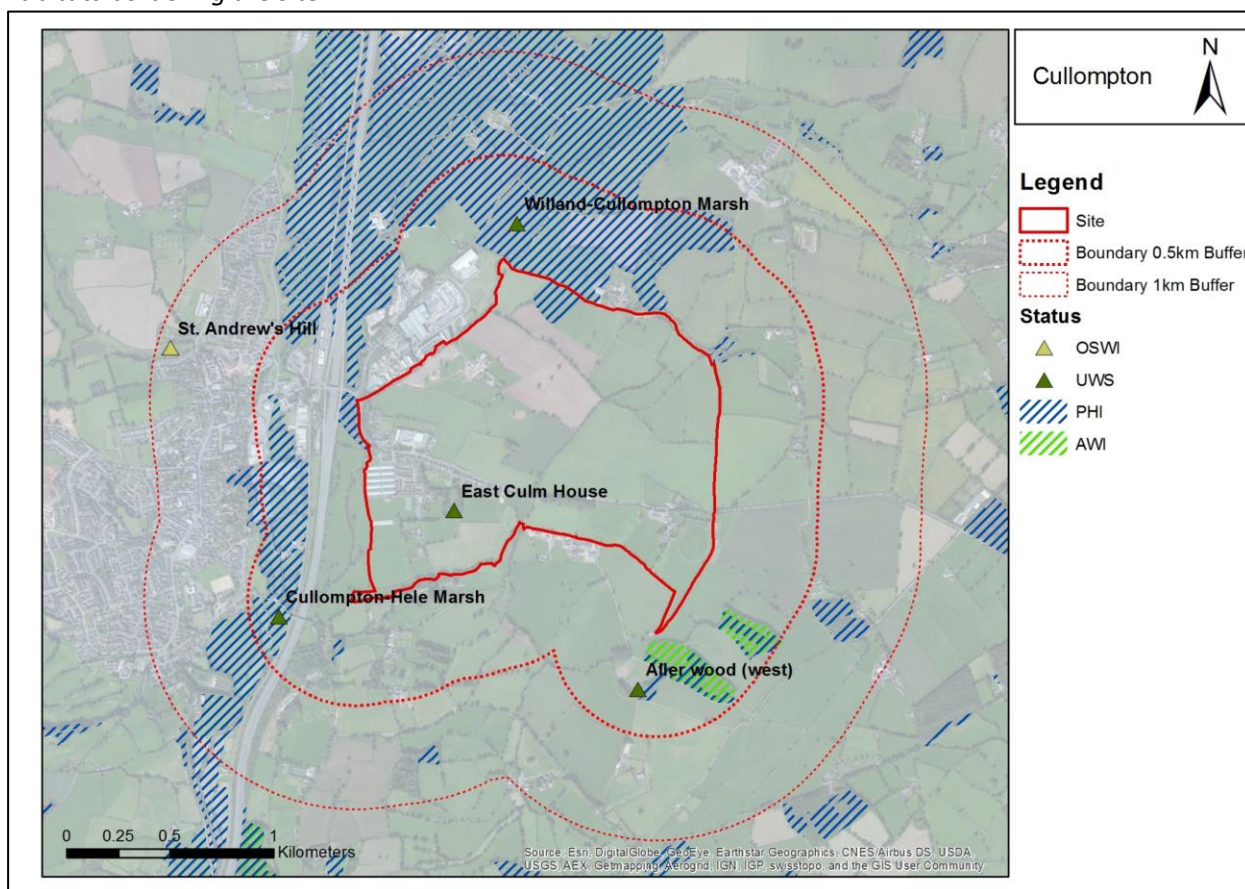 Cullompton
N
Legend
Site
Boundary 0.5km Buffer
Boundary 1km Buffer
Status
OSWI
UWS
PHI
AWI
Willand-Cullompton Marsh
St. Andrew's Hill
East Culm House
Cullompton-Hele Marsh
Aller wood (west)
0 0.25 0.5 1
Kilometers
Source: Esri, DigitalGlobe, GeoEye, Earthstar Geographics, CNES/Airbus DS, USDA,
USGS, AEX, Getmapping, Aerogrid, IGN, IGP, swisstopo, and the GIS User Community